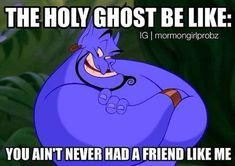 THE HOLY GHOST BE LIKE:
IG | mormongirlprobz
YOU AIN'T NEVER HAD A FRIEND LIKE ME